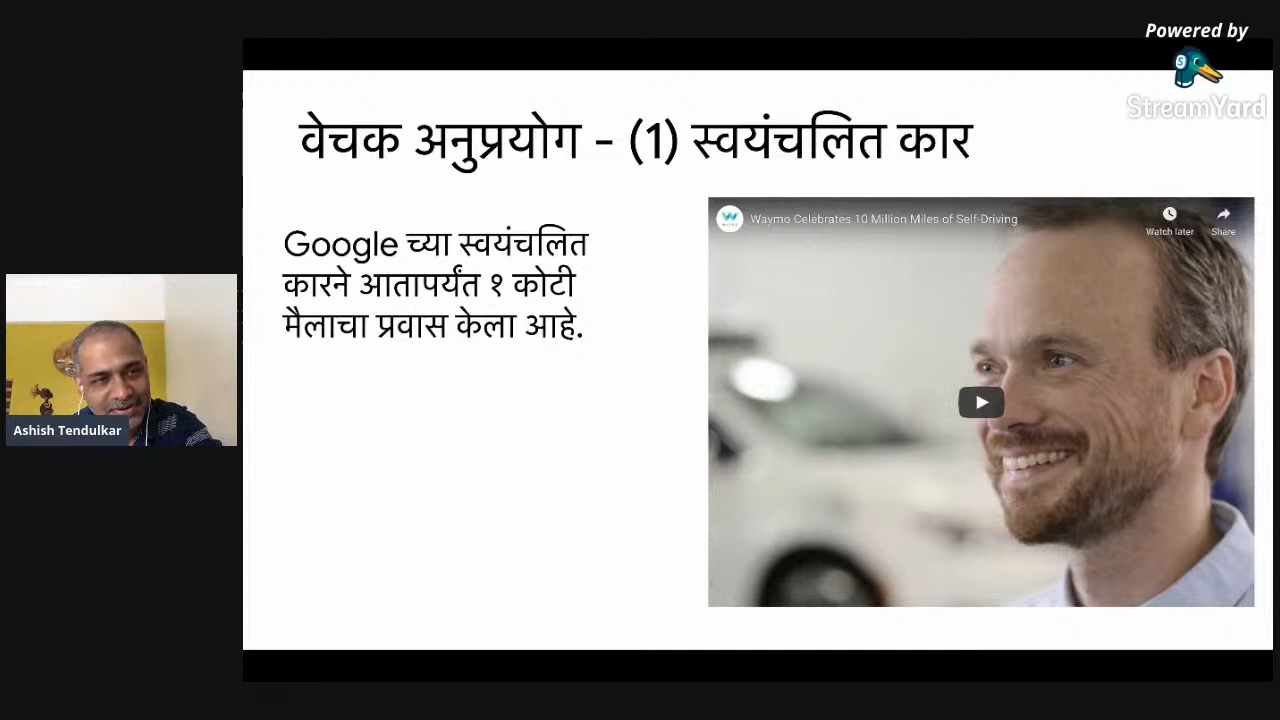 Powered by
StreamYard
वेचक अनुप्रयोग - (1) स्वयंचलित कार
Waymo Celebrates 10 Million Miles of Self-Driving
Watch later
Share
Google च्या स्वयंचलित
कारने आतापर्यंत १ कोटी
मैलाचा प्रवास केला आहे.
Ashish Tendulkar